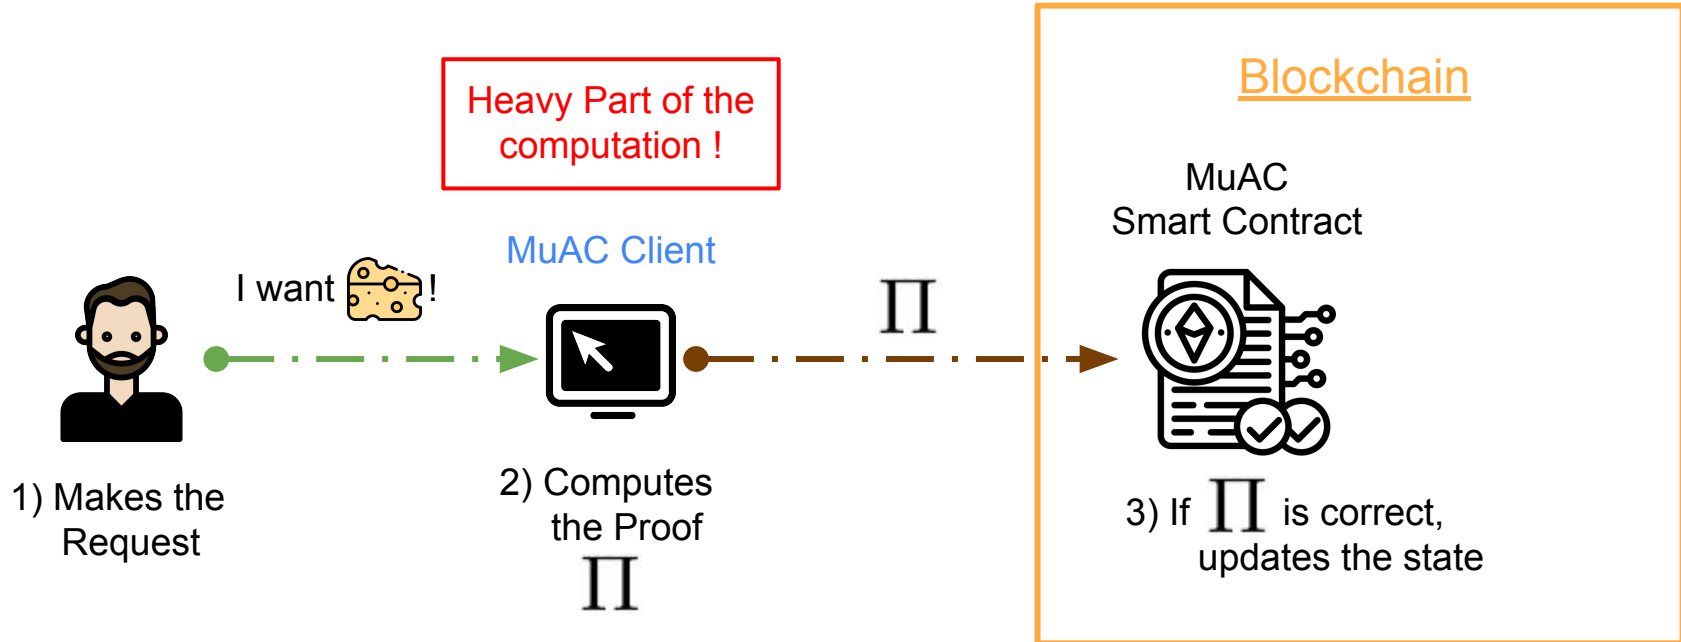 Heavy Part of the
computation !
Blockchain
MuAC
Smart Contract
MuAC Client
I want !
∏
1) Makes the
Request
2) Computes
the Proof
∏
3) If ∏ is correct,
updates the state